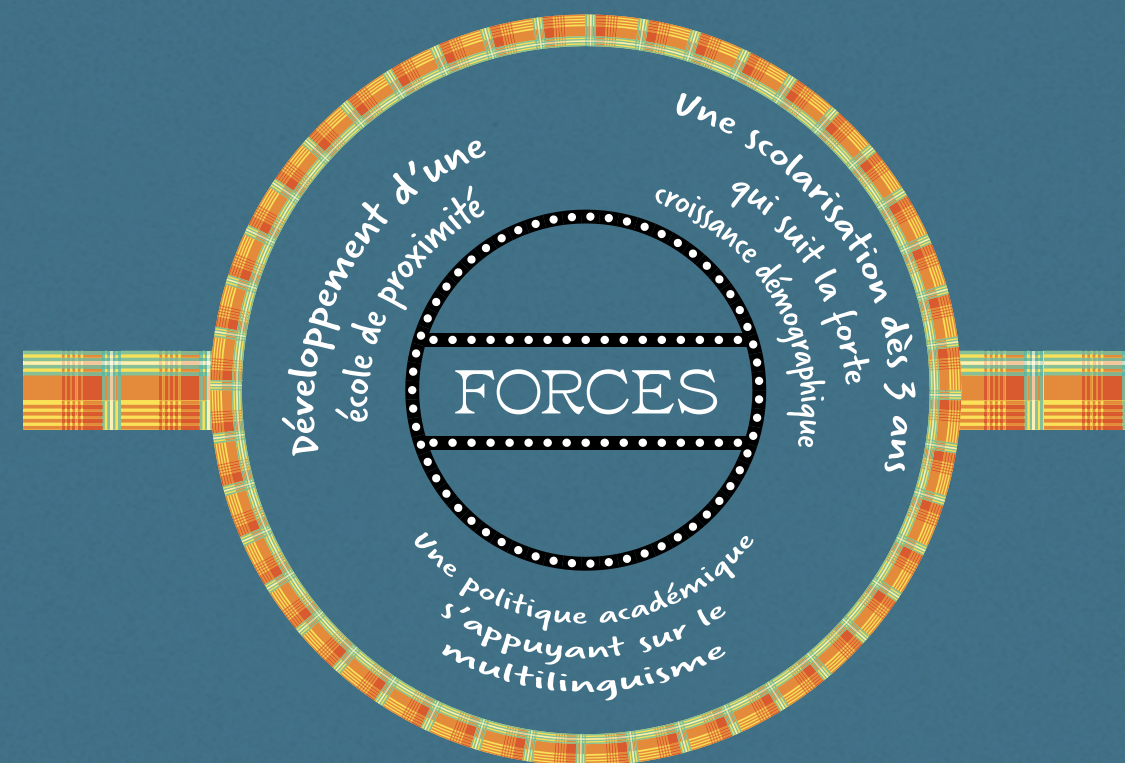 FORCES
Développement d'une
école de proximité
Une scolarisation dès 3 ans
qui suit la forte
croissance démographique
Une politique académique
s'appuyant sur le
multilinguisme